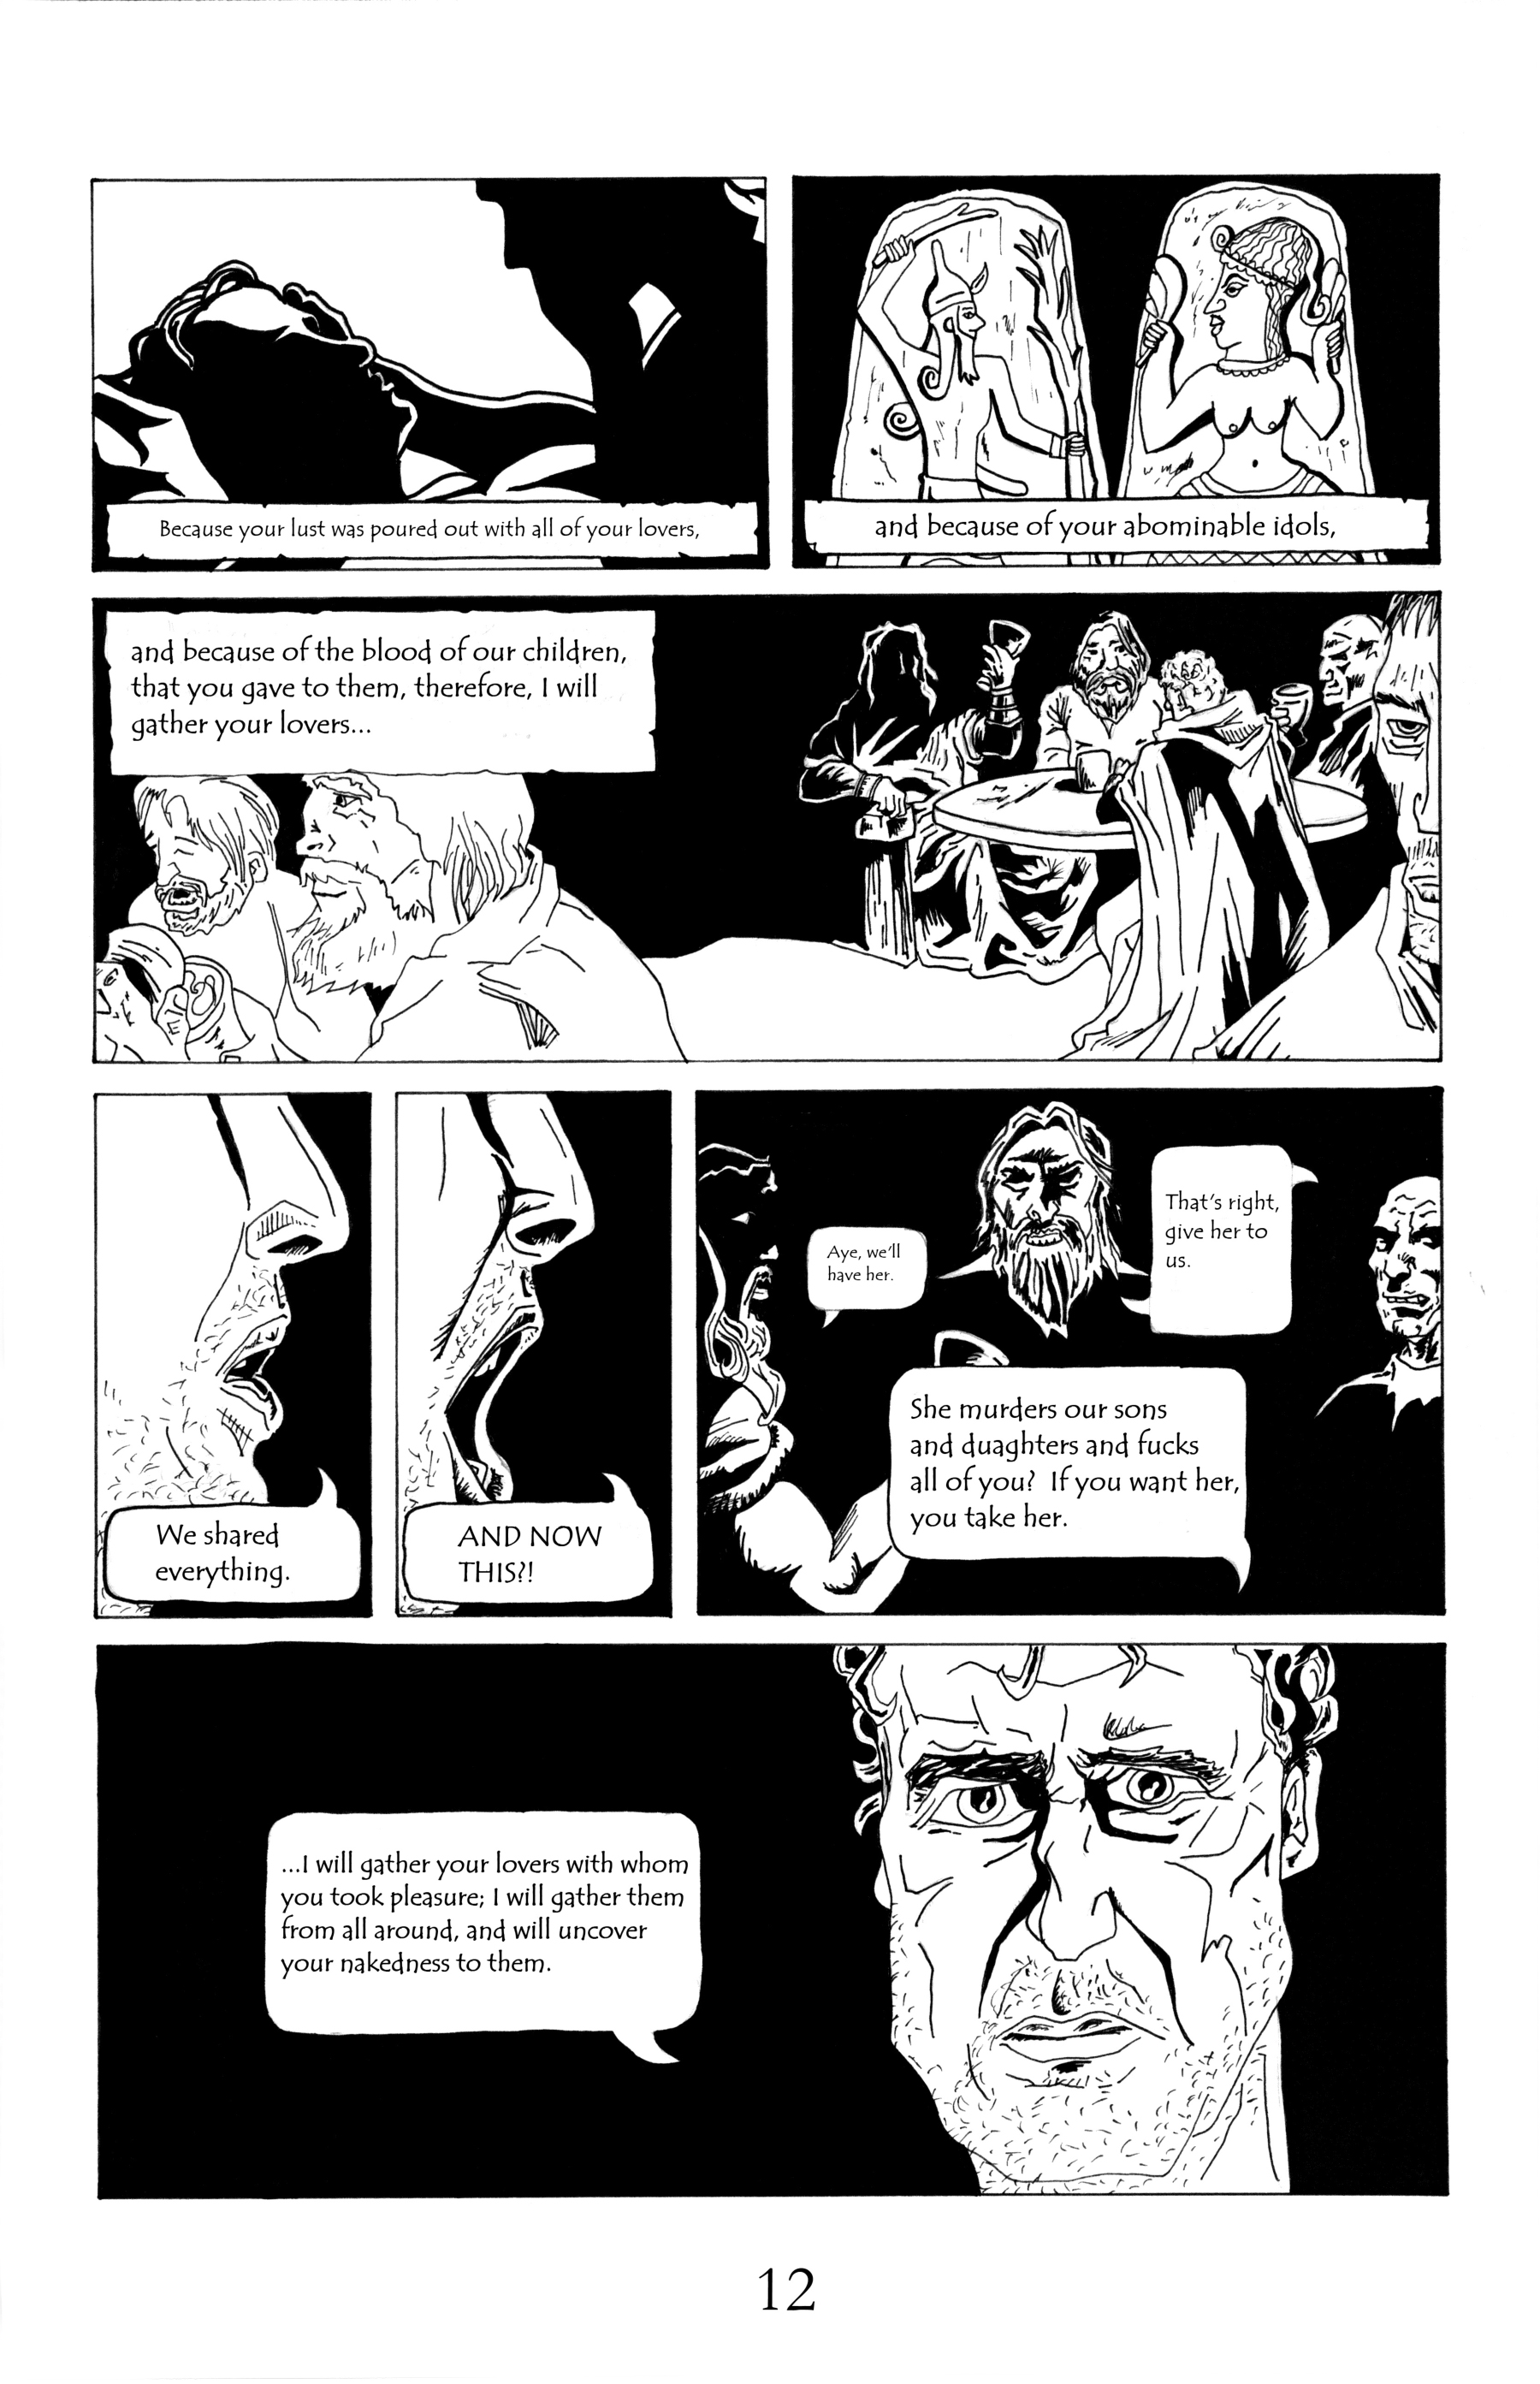 Because your lust was poured out with all of your lovers,
and because of your abominable idols,
and because of the blood of our children,
that you gave to them, therefore, I will
gather your lovers...
We shared
everything.
AND NOW
THIS?!
Aye, we'll
have her.
That's right,
give her to
us.
She murders our sons
and duaghters and fucks
all of you? If you want her,
you take her.
...I will gather your lovers with whom
you took pleasure; I will gather them
from all around, and will uncover
your nakedness to them.
12